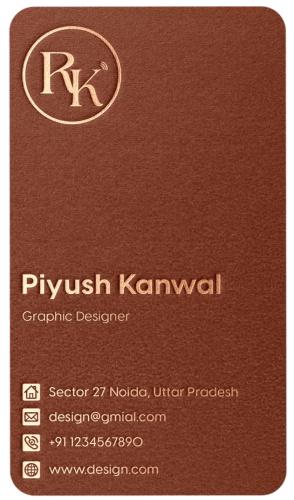 RK
Piyush Kanwal
Graphic Designer
Sector 27 Noida, Uttar Pradesh
design@gmial.com
+91 1234567890
www.design.com